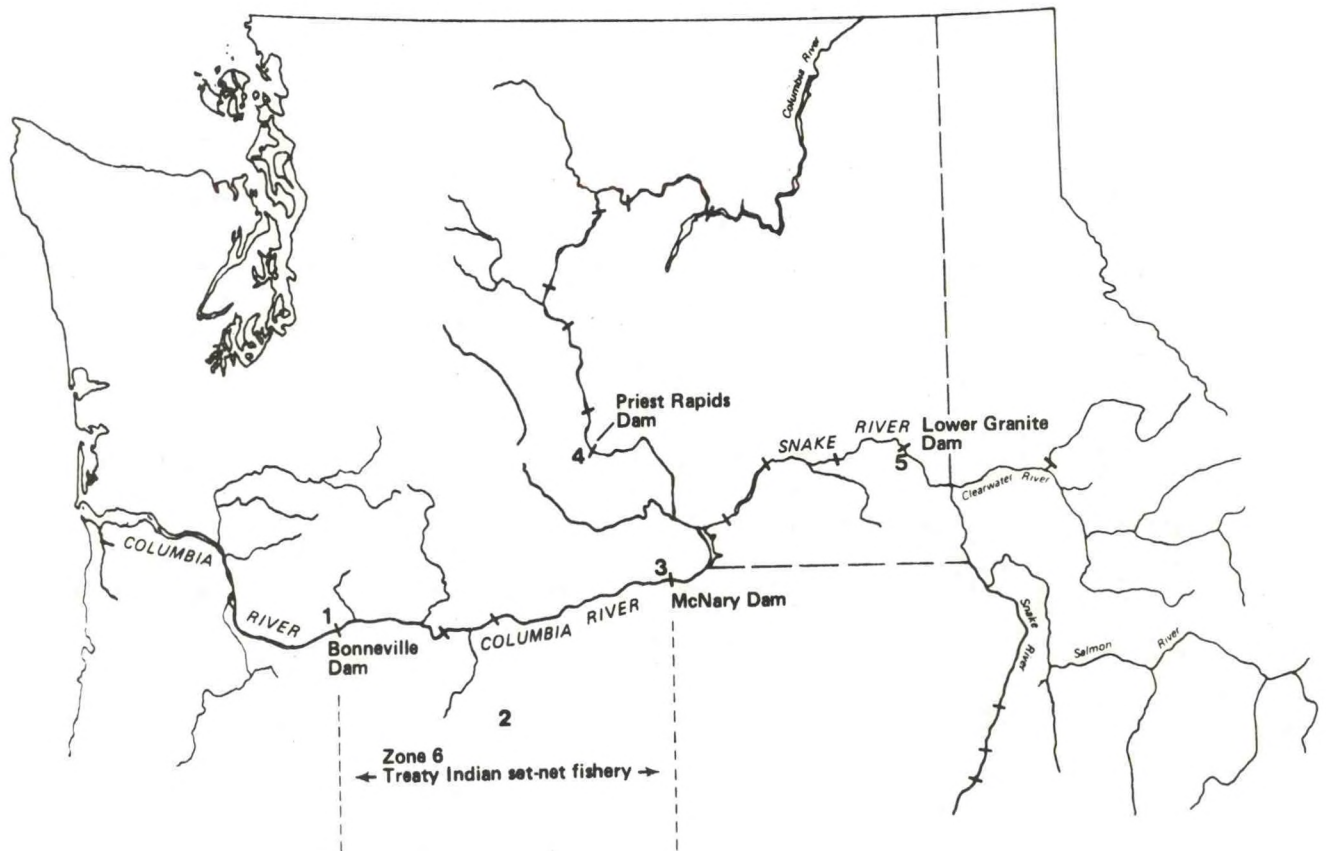 Columbia River
Priest Rapids
Dam
4
SNAKE
RIVER
Lower Granite
Dam
5
Clearwater River
COLUMBIA
RIVER
1
Bonneville
Dam
3
McNary Dam
COLUMBIA RIVER
Snake
River
Salmon
River
2
Zone 6
Treaty Indian set-net fishery